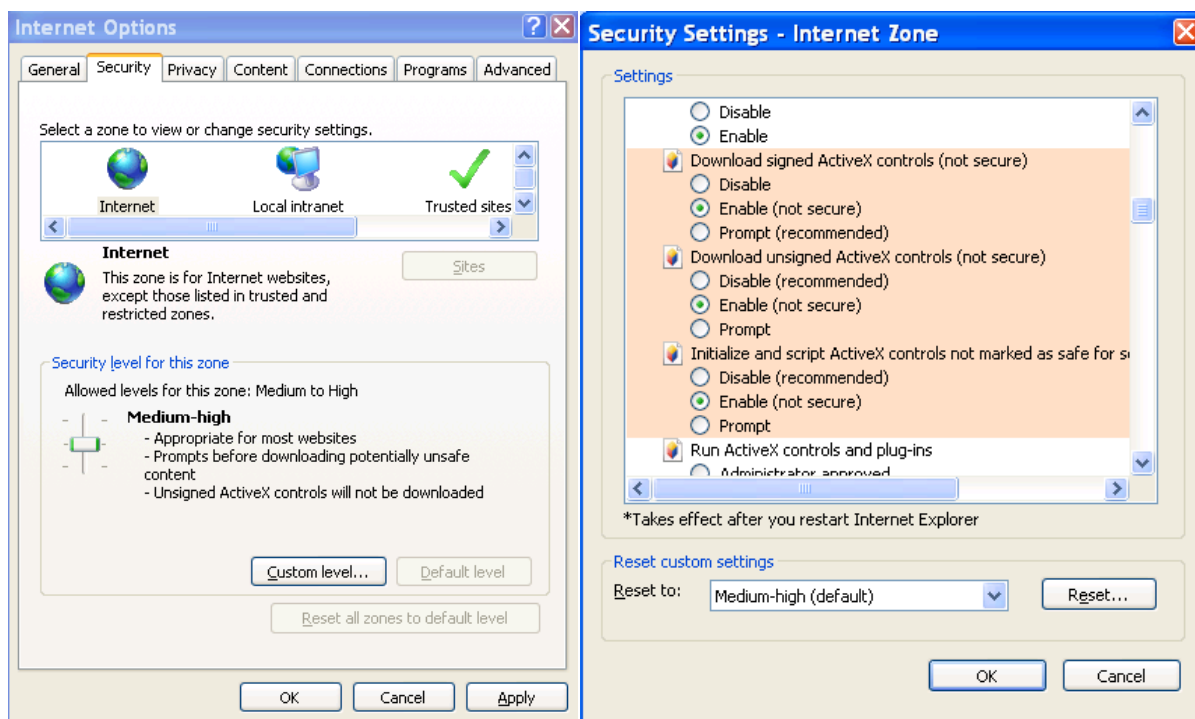 Internet Options
General Security Privacy Content Connections Programs Advanced
Select a zone to view or change security settings.
Internet Local intranet Trusted sites
Internet
Sites
This zone is for Internet websites,
except those listed in trusted and
restricted zones.
Security level for this zone
Allowed levels for this zone: Medium to High
Medium-high
- Appropriate for most websites
- Prompts before downloading potentially unsafe
content
- Unsigned ActiveX controls will not be downloaded
Custom level... Default level
Reset all zones to default level
OK Cancel Apply
Security Settings - Internet Zone
Settings
Disable
Enable
Download signed ActiveX controls (not secure)
Disable
Enable (not secure)
Prompt (recommended)
Download unsigned ActiveX controls (not secure)
Disable (recommended)
Enable (not secure)
Prompt
Initialize and script ActiveX controls not marked as safe for
Disable (recommended)
Enable (not secure)
Prompt
Run ActiveX controls and plug-ins
Administrator approved
*Takes effect after you restart Internet Explorer
Reset custom settings
Reset to: Medium-high (default) Reset...
OK Cancel